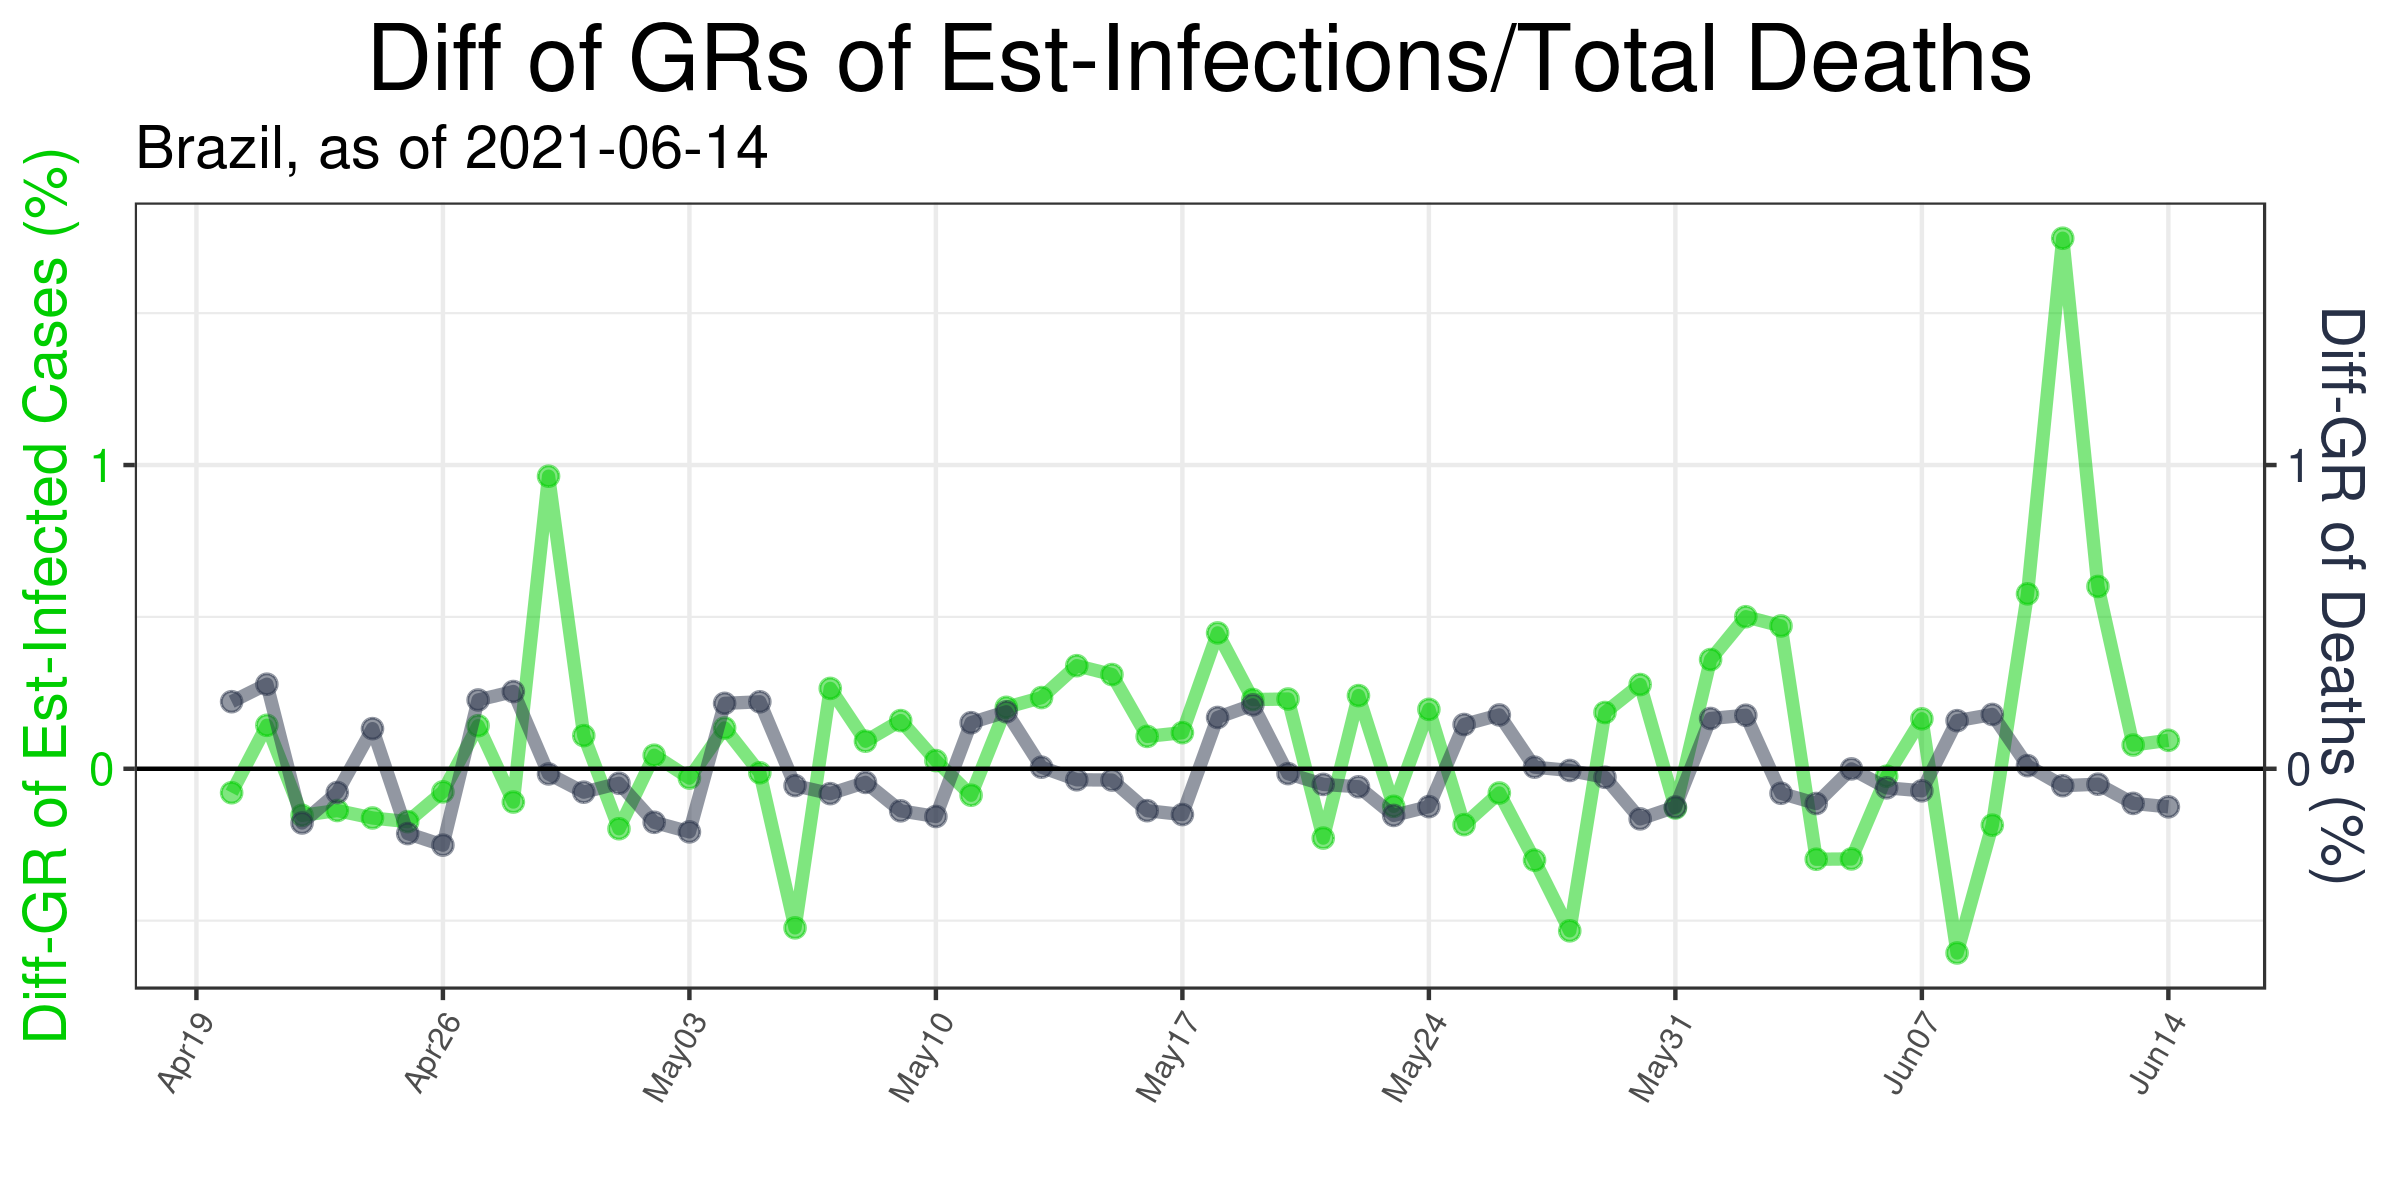 Diff of GRs of Est-Infections/Total Deaths
Brazil, as of 2021-06-14
Diff-GR of Est-Infected Cases (%)
1
0
1
0
Diff-GR of Deaths (%)
Apr19
Apr26
May03
May10
May17
May24
May31
Jun07
Jun14